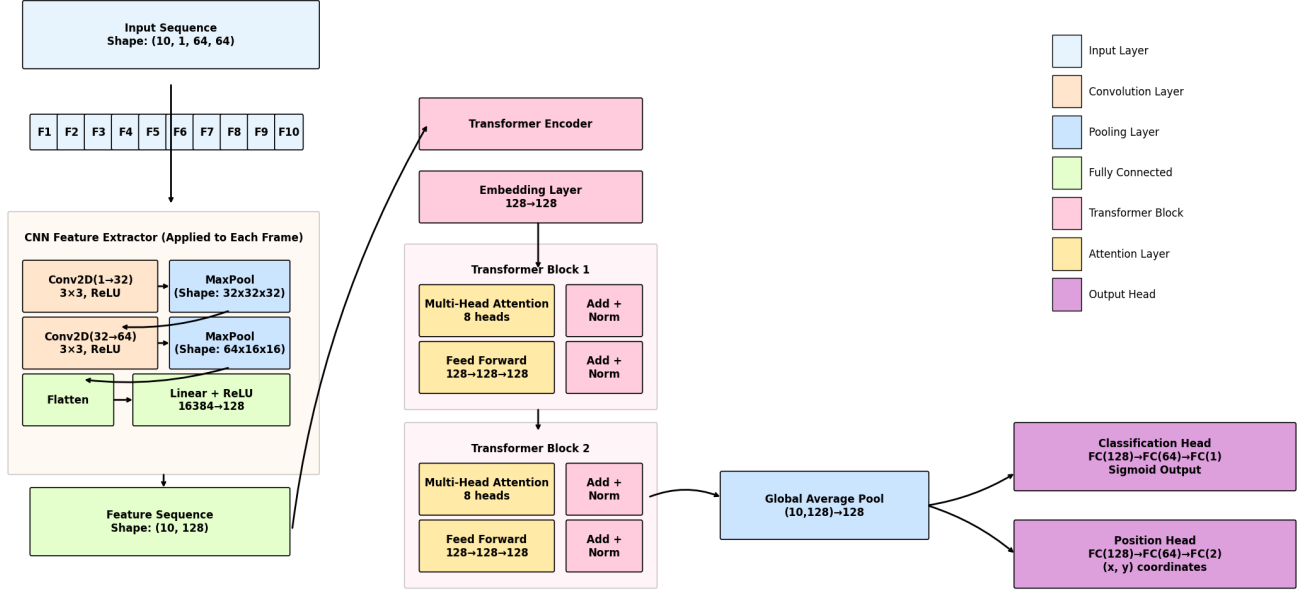 Input Sequence
Shape: (10, 1, 64, 64)
F1 F2 F3 F4 F5 F6 F7 F8 F9 F10
CNN Feature Extractor (Applied to Each Frame)
Conv2D(1→32)
3×3, ReLU
MaxPool
(Shape: 32x32x32)
Conv2D(32→64)
3×3, ReLU
MaxPool
(Shape: 64x16x16)
Flatten
Linear + ReLU
16384→128
Feature Sequence
Shape: (10, 128)
Transformer Encoder
Embedding Layer
128→128
Transformer Block 1
Multi-Head Attention
8 heads
Add +
Norm
Feed Forward
128→128→128
Add +
Norm
Transformer Block 2
Multi-Head Attention
8 heads
Add +
Norm
Feed Forward
128→128→128
Add +
Norm
Global Average Pool
(10,128)→128
Classification Head
FC(128)→FC(64)→FC(1)
Sigmoid Output
Position Head
FC(128)→FC(64)→FC(2)
(x, y) coordinates
Input Layer
Convolution Layer
Pooling Layer
Fully Connected
Transformer Block
Attention Layer
Output Head